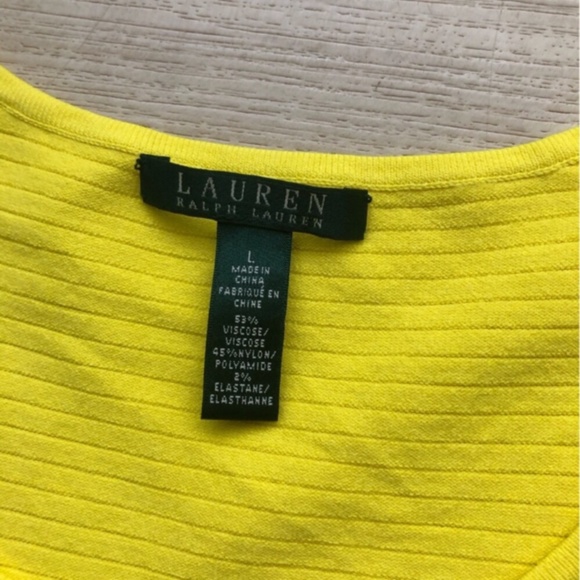 LAUREN
RALPH LAUREN
L
MADE IN
CHINA
FABRIQUÉ EN
CHINE
53%
VISCOSE/
VISCOSE
45%NYLON/
POLYAMIDE
2%
ELASTANE/
ELASTHANNE